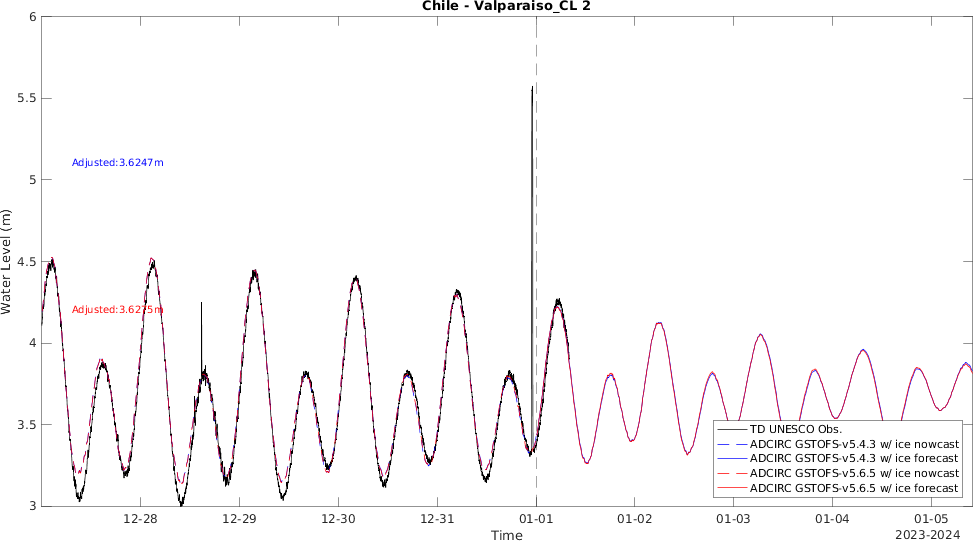 Chile - Valparaiso_CL 2
6
5.5
5
4.5
4
3.5
3
Water Level (m)
Adjusted:3.6247m
Adjusted:3.6275m
TD UNESCO Obs.
ADCIRC GSTOFS-v5.4.3 w/ ice nowcast
ADCIRC GSTOFS-v5.4.3 w/ ice forecast
ADCIRC GSTOFS-v5.6.5 w/ ice nowcast
ADCIRC GSTOFS-v5.6.5 w/ ice forecast
12-28 12-29 12-30 12-31 01-01 01-02 01-03 01-04 01-05
Time
2023-2024